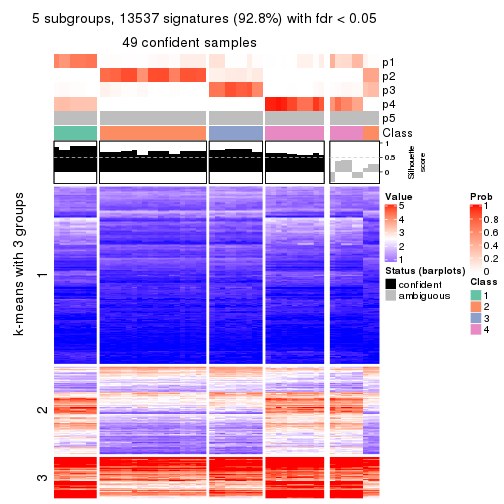 5 subgroups, 13537 signatures (92.8%) with fdr < 0.05
49 confident samples
p1
p2
p3
p4
p5
Class
1
0.5
0
Silhouette
score
k-means with 3 groups
1
2
3
Value
5
4
3
2
1
Status (barplots)
confident
ambiguous
Prob
1
0.8
0.6
0.4
0.2
0
Class
1
2
3
4